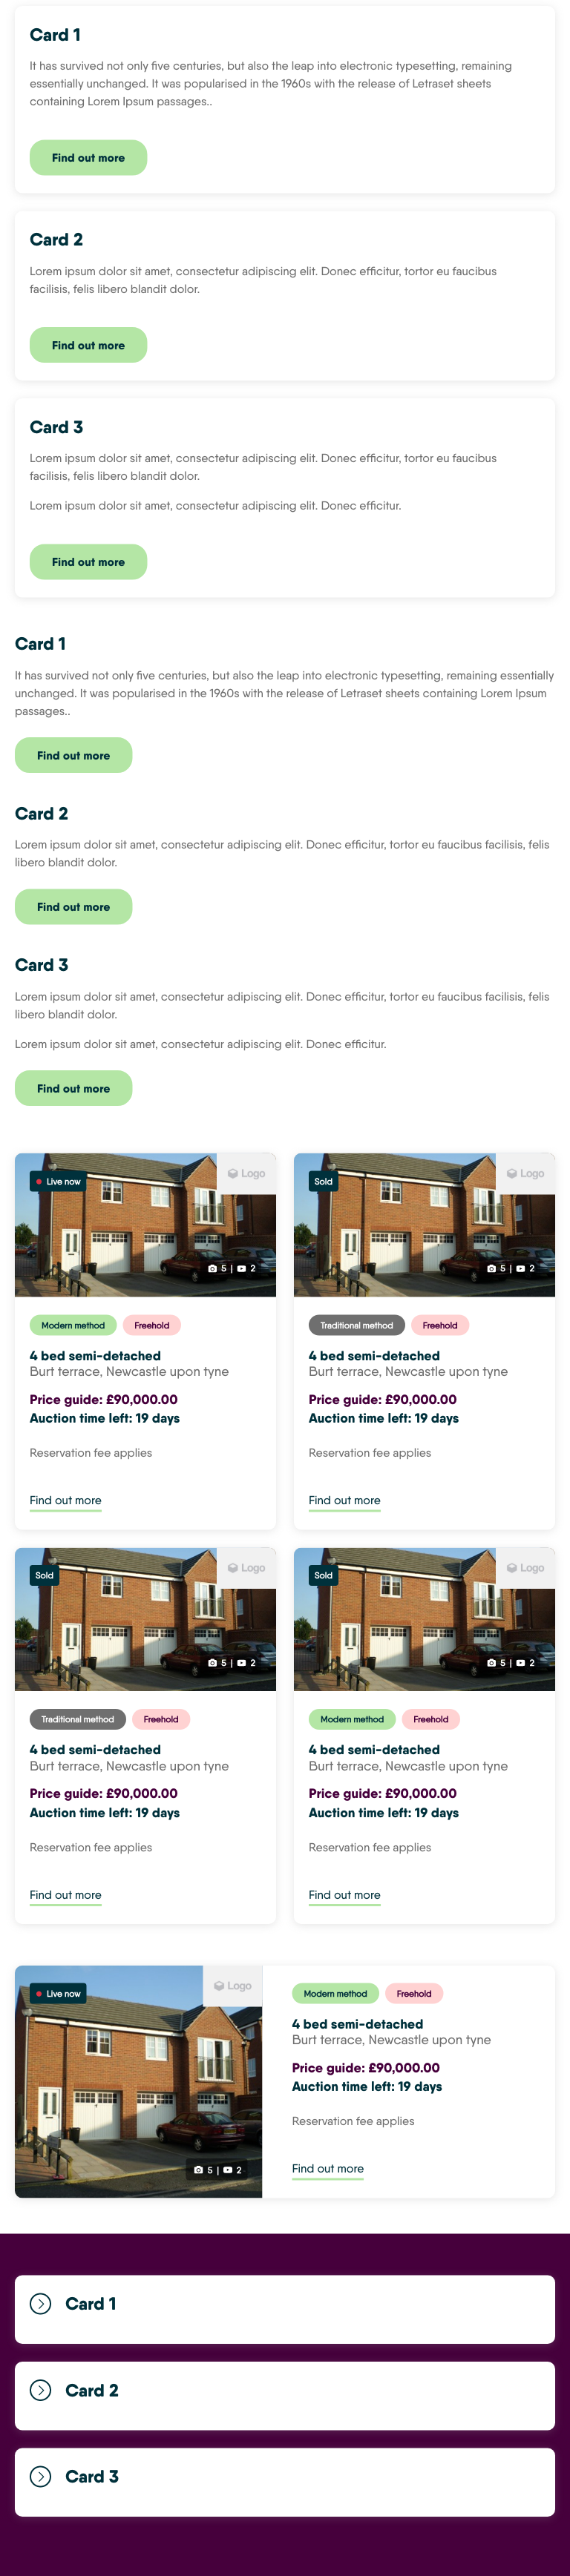 Card 1
It has survived not only five centuries, but also the leap into electronic typesetting, remaining
essentially unchanged. It was popularised in the 1960s with the release of Letraset sheets
containing Lorem Ipsum passages..
Find out more
Card 2
Lorem ipsum dolor sit amet, consectetur adipiscing elit. Donec efficitur, tortor eu faucibus
facilisis, felis libero blandit dolor.
Find out more
Card 3
Lorem ipsum dolor sit amet, consectetur adipiscing elit. Donec efficitur, tortor eu faucibus
facilisis, felis libero blandit dolor.
Lorem ipsum dolor sit amet, consectetur adipiscing elit. Donec efficitur.
Find out more
Card 1
It has survived not only five centuries, but also the leap into electronic typesetting, remaining essentially
unchanged. It was popularised in the 1960s with the release of Letraset sheets containing Lorem Ipsum
passages..
Find out more
Card 2
Lorem ipsum dolor sit amet, consectetur adipiscing elit. Donec efficitur, tortor eu faucibus facilisis, felis
libero blandit dolor.
Find out more
Card 3
Lorem ipsum dolor sit amet, consectetur adipiscing elit. Donec efficitur, tortor eu faucibus facilisis, felis
libero blandit dolor.
Lorem ipsum dolor sit amet, consectetur adipiscing elit. Donec efficitur.
Find out more
Logo
Live now
5 | 2
Modern method Freehold
4 bed semi-detached
Burt terrace, Newcastle upon tyne
Price guide: £90,000.00
Auction time left: 19 days
Reservation fee applies
Find out more
Logo
Sold
5 | 2
Traditional method Freehold
4 bed semi-detached
Burt terrace, Newcastle upon tyne
Price guide: £90,000.00
Auction time left: 19 days
Reservation fee applies
Find out more
Logo
Sold
5 | 2
Traditional method Freehold
4 bed semi-detached
Burt terrace, Newcastle upon tyne
Price guide: £90,000.00
Auction time left: 19 days
Reservation fee applies
Find out more
Logo
Sold
5 | 2
Modern method Freehold
4 bed semi-detached
Burt terrace, Newcastle upon tyne
Price guide: £90,000.00
Auction time left: 19 days
Reservation fee applies
Find out more
Logo
Live now
5 | 2
Modern method Freehold
4 bed semi-detached
Burt terrace, Newcastle upon tyne
Price guide: £90,000.00
Auction time left: 19 days
Reservation fee applies
Find out more
Card 1
Card 2
Card 3